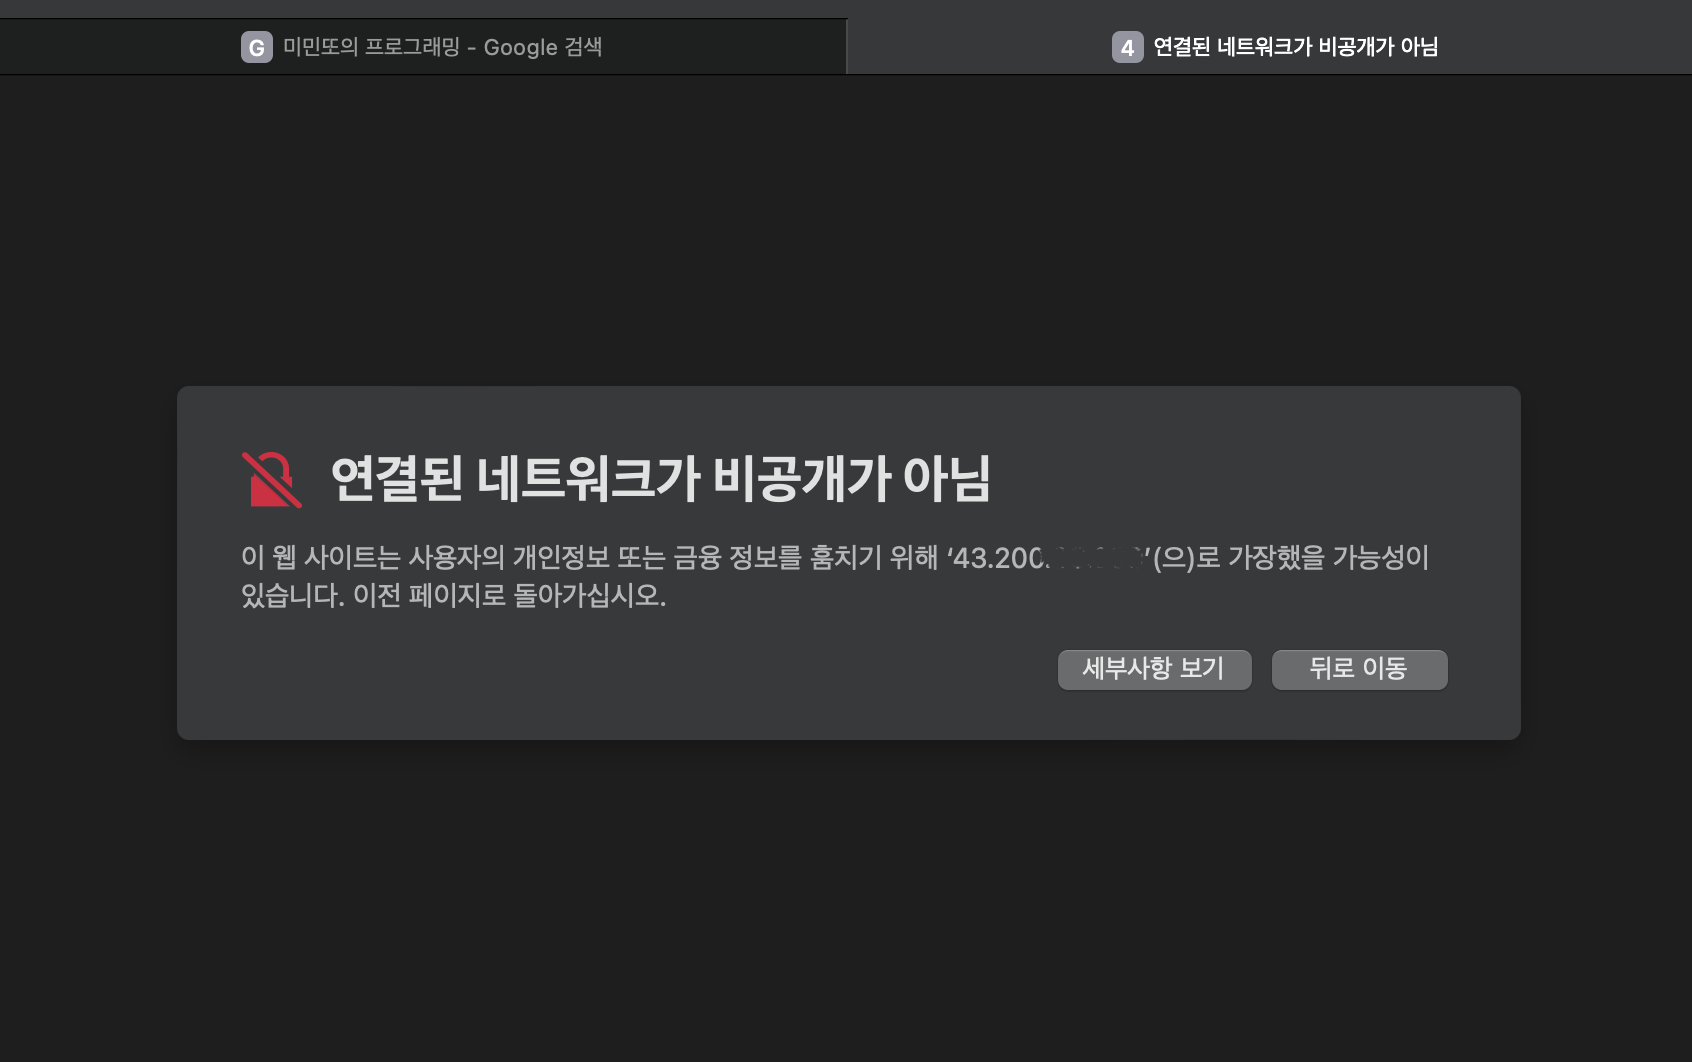 G 미민또의 프로그래밍 - Google 검색
4 연결된 네트워크가 비공개가 아님
연결된 네트워크가 비공개가 아님
이 웹 사이트는 사용자의 개인정보 또는 금융 정보를 훔치기 위해 ‘43.200 ’(으)로 가장했을 가능성이
있습니다. 이전 페이지로 돌아가십시오.
세부사항 보기
뒤로 이동